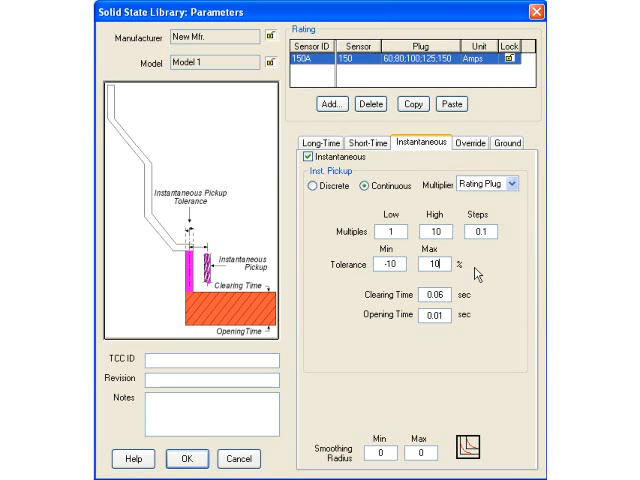 Solid State Library: Parameters
Manufacturer New Mfr.
Model Model 1
Rating
Sensor ID Sensor Plug Unit Lock
150A 150 60;80;100;125;150 Amps
Add... Delete Copy Paste
Instantaneous Pickup
Tolerance
Instantaneous
Pickup
Clearing Time
Opening Time
Long-Time Short-Time Instantaneous Override Ground
Instantaneous
Inst. Pickup
Discrete Continuous Multiplier Rating Plug
Low High Steps
Multiples 1 10 0.1
Min Max
Tolerance -10 10 %
Clearing Time 0.06 sec
Opening Time 0.01 sec
TCC ID
Revision
Notes
Min Max
Smoothing
Radius 0 0
Help OK Cancel